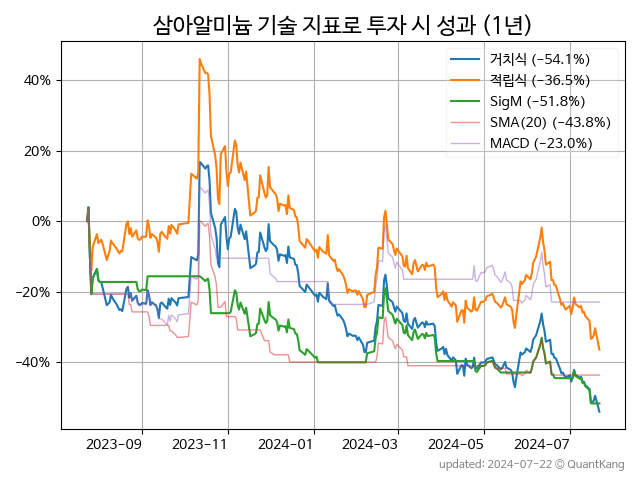 삼아알미늄 기술 지표로 투자 시 성과 (1년)
거치식 (−54.1%)
적립식 (−36.5%)
SigM (−51.8%)
SMA(20) (−43.8%)
MACD (−23.0%)
40%
20%
0%
−20%
−40%
2023−09 2023−11 2024−01 2024−03 2024−05 2024−07
updated: 2024-07-22 © QuantKang